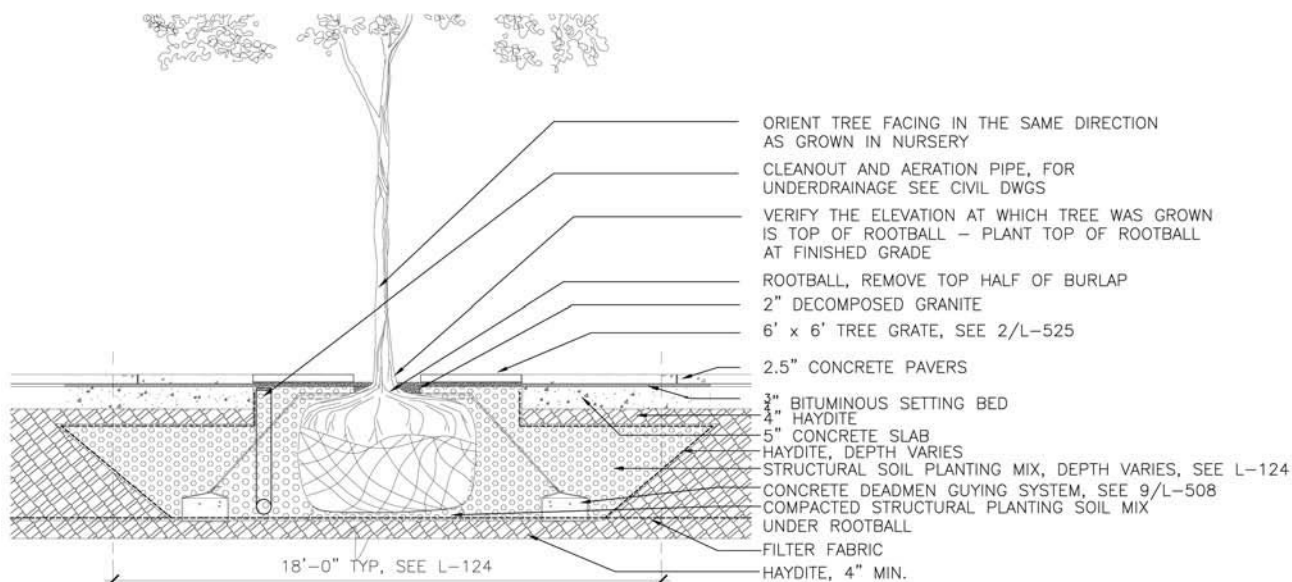 ORIENT TREE FACING IN THE SAME DIRECTION
AS GROWN IN NURSERY
CLEANOUT AND AERATION PIPE, FOR
UNDERDRAINAGE SEE CIVIL DWGS
VERIFY THE ELEVATION AT WHICH TREE WAS GROWN
IS TOP OF ROOTBALL – PLANT TOP OF ROOTBALL
AT FINISHED GRADE
ROOTBALL, REMOVE TOP HALF OF BURLAP
2" DECOMPOSED GRANITE
6' x 6' TREE GRATE, SEE 2/L-525
2.5" CONCRETE PAVERS
¾" BITUMINOUS SETTING BED
4" HAYDITE
5" CONCRETE SLAB
HAYDITE, DEPTH VARIES
STRUCTURAL SOIL PLANTING MIX, DEPTH VARIES, SEE L-124
CONCRETE DEADMEN GUYING SYSTEM, SEE 9/L-508
COMPACTED STRUCTURAL PLANTING SOIL MIX
UNDER ROOTBALL
FILTER FABRIC
HAYDITE, 4" MIN.
18'-0" TYP, SEE L-124